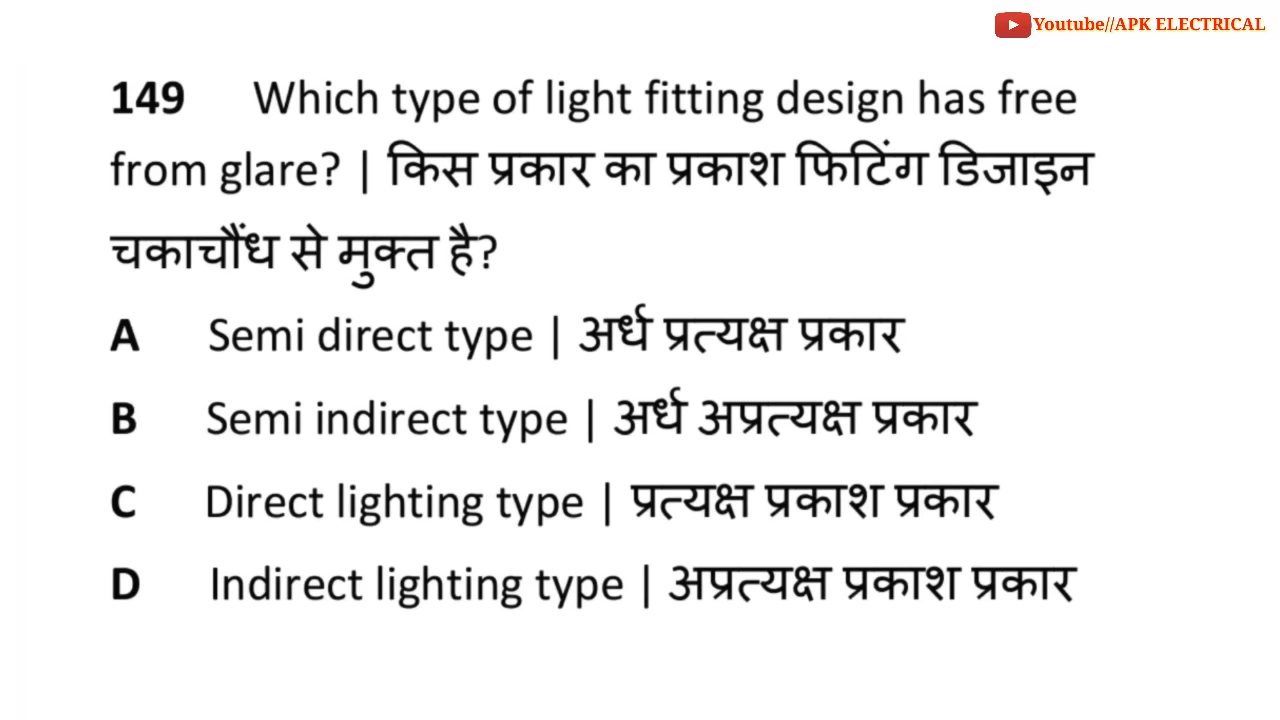 Youtube//APK ELECTRICAL
149 Which type of light fitting design has free
from glare? | किस प्रकार का प्रकाश फिटिंग डिजाइन
चकाचौंध से मुक्त है?
A Semi direct type | अर्ध प्रत्यक्ष प्रकार
B Semi indirect type | अर्ध अप्रत्यक्ष प्रकार
C Direct lighting type | प्रत्यक्ष प्रकाश प्रकार
D Indirect lighting type | अप्रत्यक्ष प्रकाश प्रकार